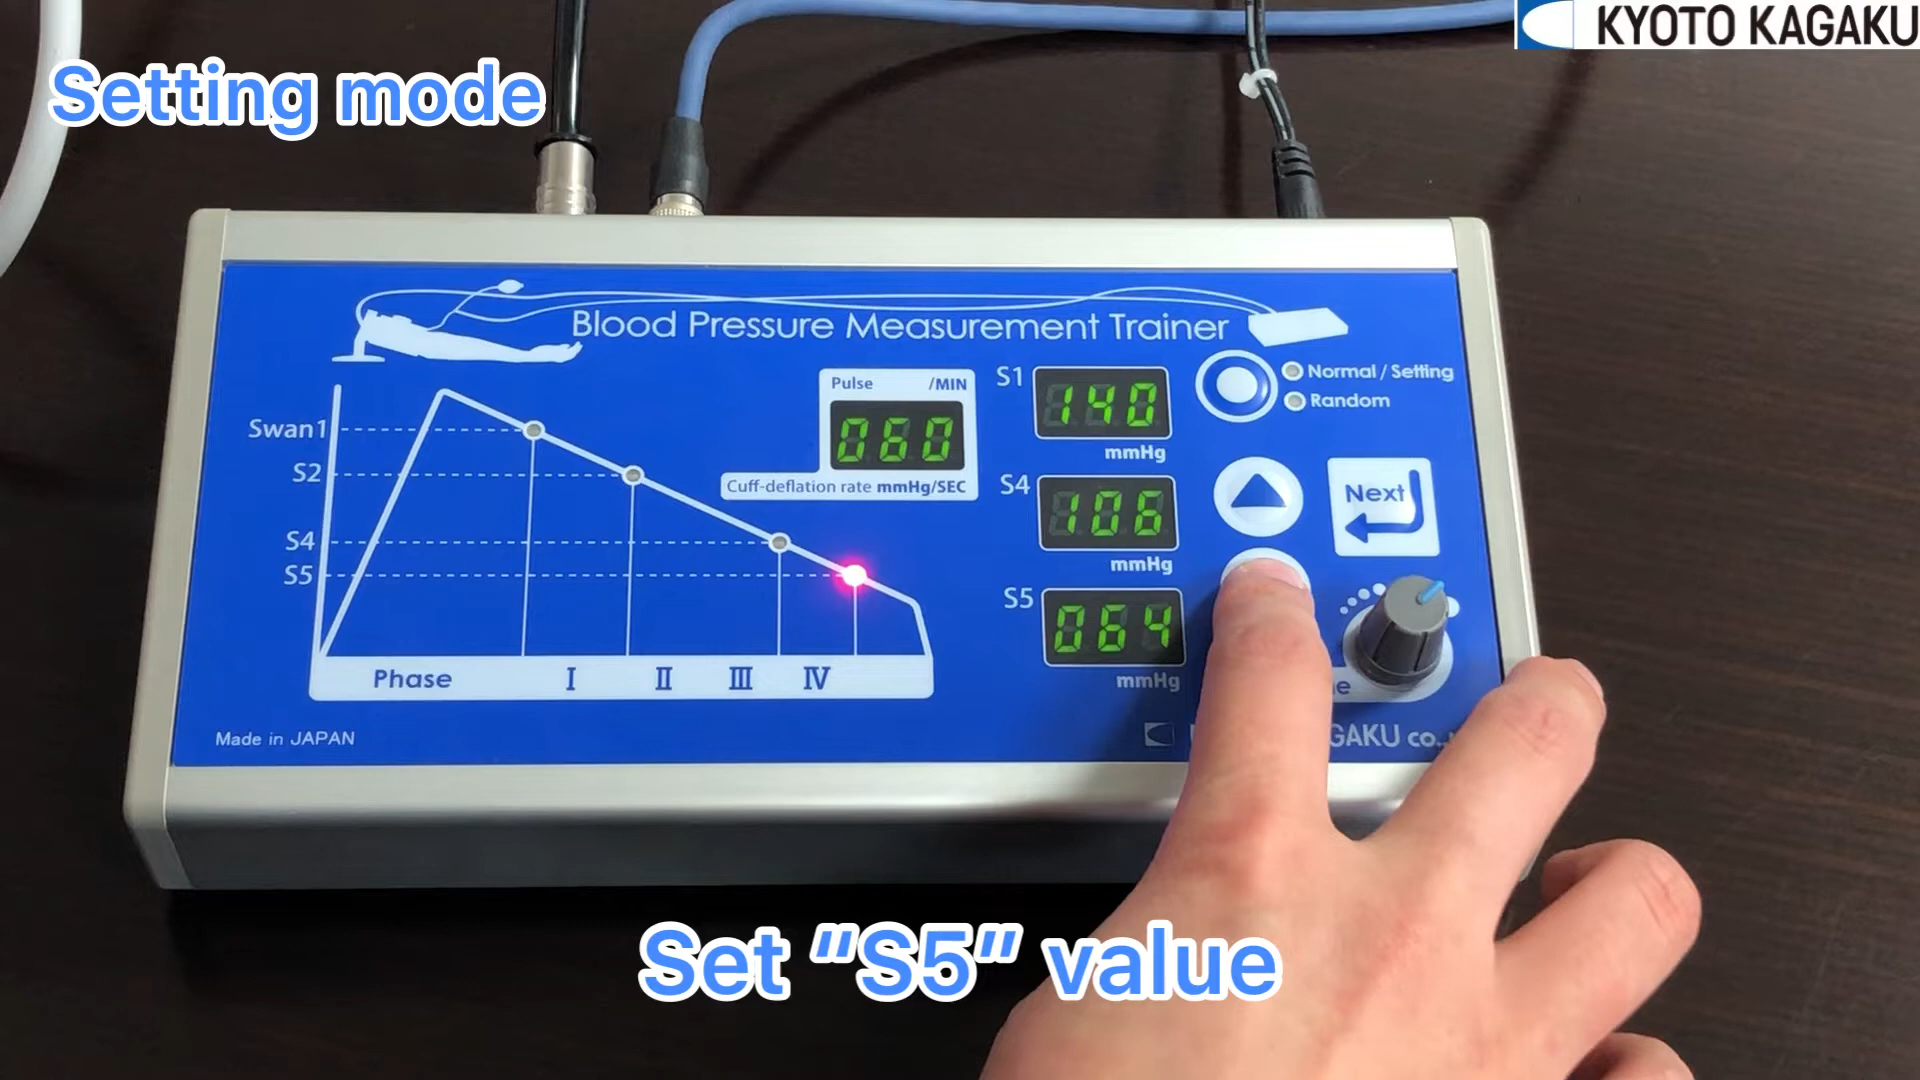 KYOTO KAGAKU
Setting mode
Blood Pressure Measurement Trainer
Swan1
S2
S4
S5
Phase I II III IV
Made in JAPAN
Pulse /MIN
060
Cuff-deflation rate mmHg/SEC
S1 140
mmHg
S4 106
mmHg
S5 064
mmHg
Normal / Setting
Random
Next
GAKU co.,
Set "S5" value